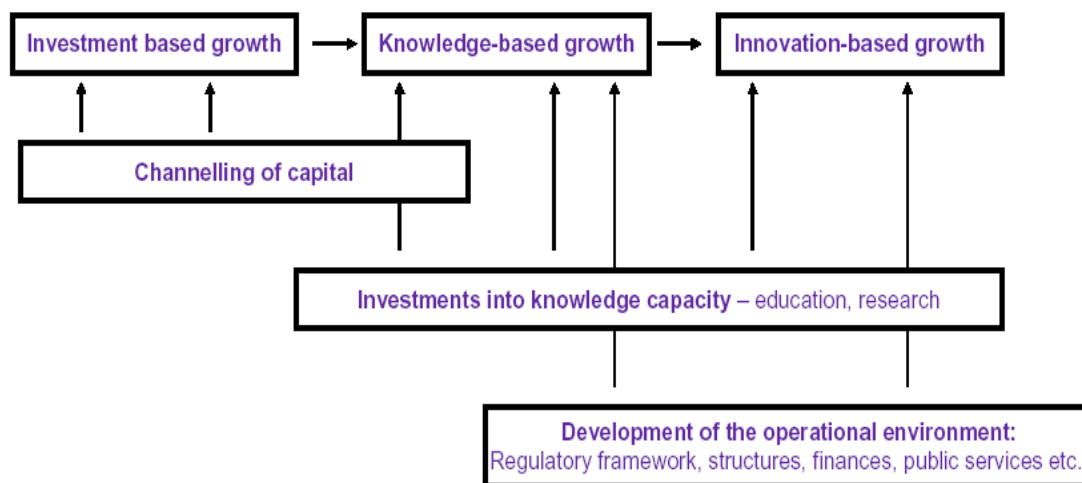 Investment based growth
Knowledge-based growth
Innovation-based growth
Channelling of capital
Investments into knowledge capacity – education, research
Development of the operational environment:
Regulatory framework, structures, finances, public services etc.